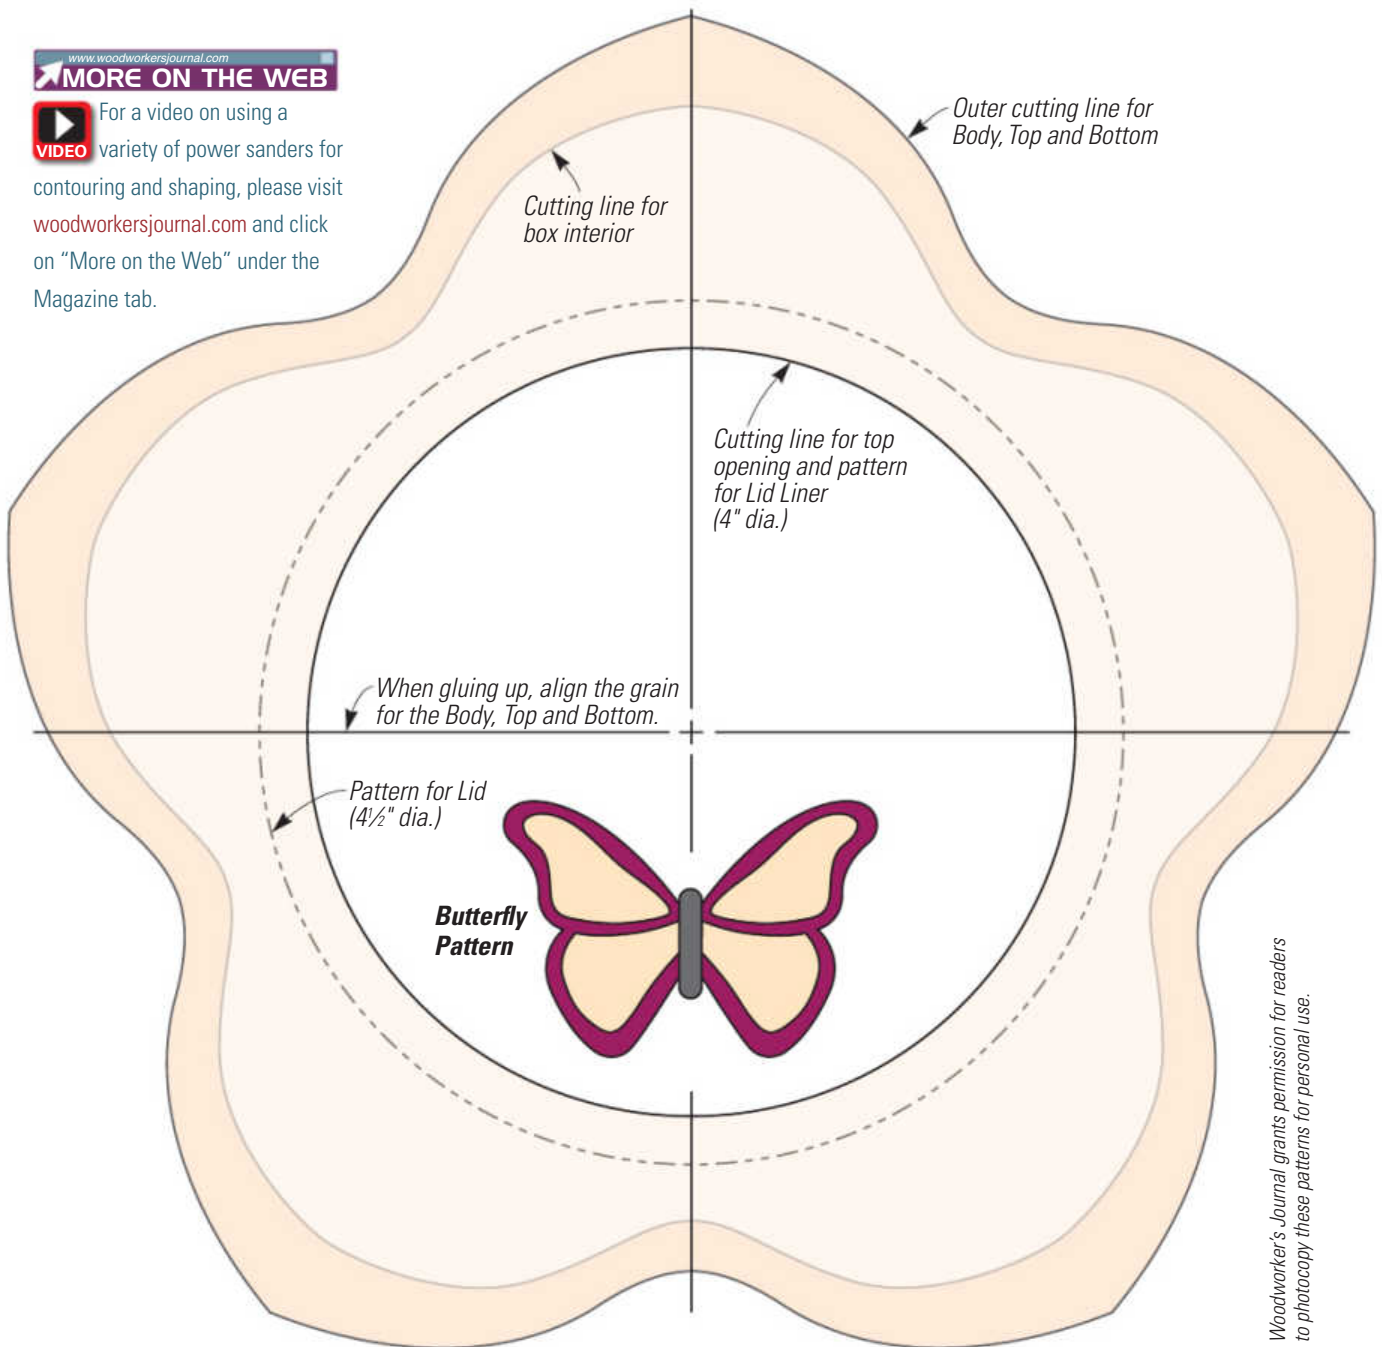 www.woodworkersjournal.com
MORE ON THE WEB
VIDEO
For a video on using a
variety of power sanders for
contouring and shaping, please visit
woodworkersjournal.com and click
on “More on the Web” under the
Magazine tab.
Outer cutting line for
Body, Top and Bottom
Cutting line for
box interior
Cutting line for top
opening and pattern
for Lid Liner
(4" dia.)
When gluing up, align the grain
for the Body, Top and Bottom.
Pattern for Lid
(4½" dia.)
Butterfly
Pattern
Woodworker's Journal grants permission for readers
to photocopy these patterns for personal use.